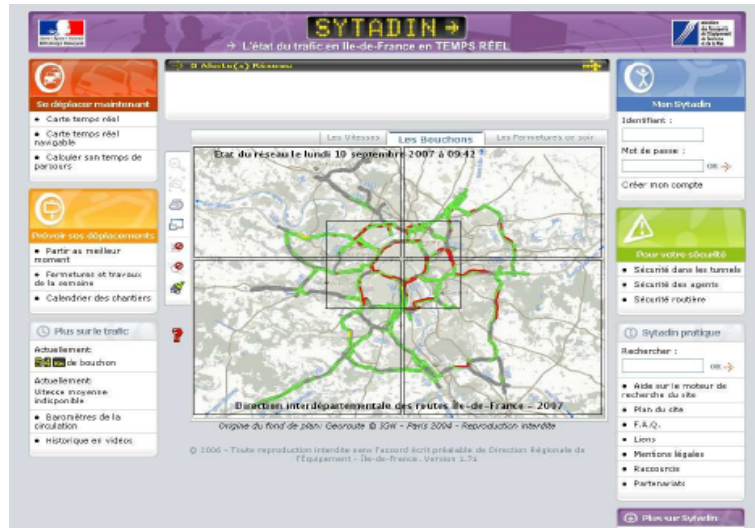 SYTADIN
L'état du trafic en Ile-de-France en TEMPS RÉEL
Se déplacer maintenant
Carte temps réel
Carte temps réel
navigable
Calculer son temps de
parcours
Prévoir ses déplacements
Partir au meilleur
moment
Fermetures et travaux
de la semaine
Calendrier des chantiers
Plus sur le trafic
Actuellement:
de bouchon
Actuellement:
Vitesse moyenne
indisponible
Baromètres de la
circulation
Historique en vidéos
0 Alerte(s) Réseau
Les Vitesses
Les Bouchons
Les Fermetures ce soir
Etat du réseau le lundi 10 septembre 2007 à 09:42
Direction interdépartementale des routes Île-de-France - 2007
Origine du fond de plan: Georoute © IGN - Paris 2004 - Reproduction interdite
© 2006 - Toute reproduction interdite sans l'accord écrit préalable de Direction Régionale de
l'Équipement - Île-de-France. Version 1.71
Mon Sytadin
Identifiant :
Mot de passe :
OK
Créer mon compte
Pour votre sécurité
Sécurité dans les tunnels
Sécurité des agents
Sécurité routière
Sytadin pratique
Rechercher :
OK
Aide sur le moteur de
recherche du site
Plan du site
F.A.Q.
Liens
Mentions légales
Raccourcis
Partenariats
Plus sur Sytadin